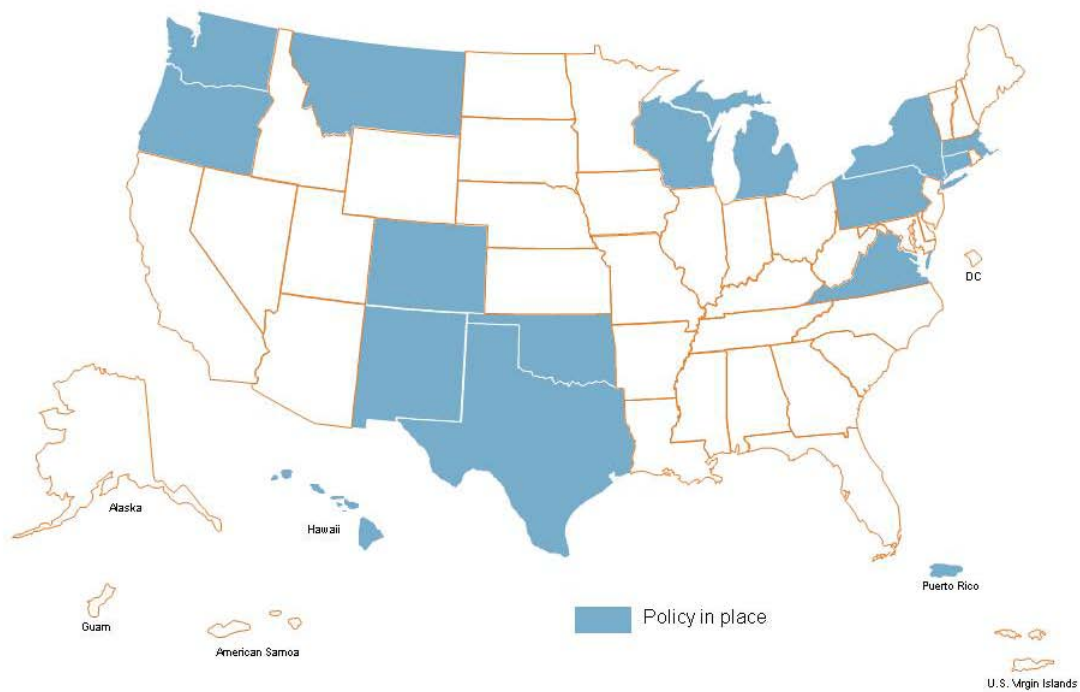 DC
Alaska
Hawaii
Puerto Rico
Policy in place
Guam
American Samoa
U.S. Virgin Islands